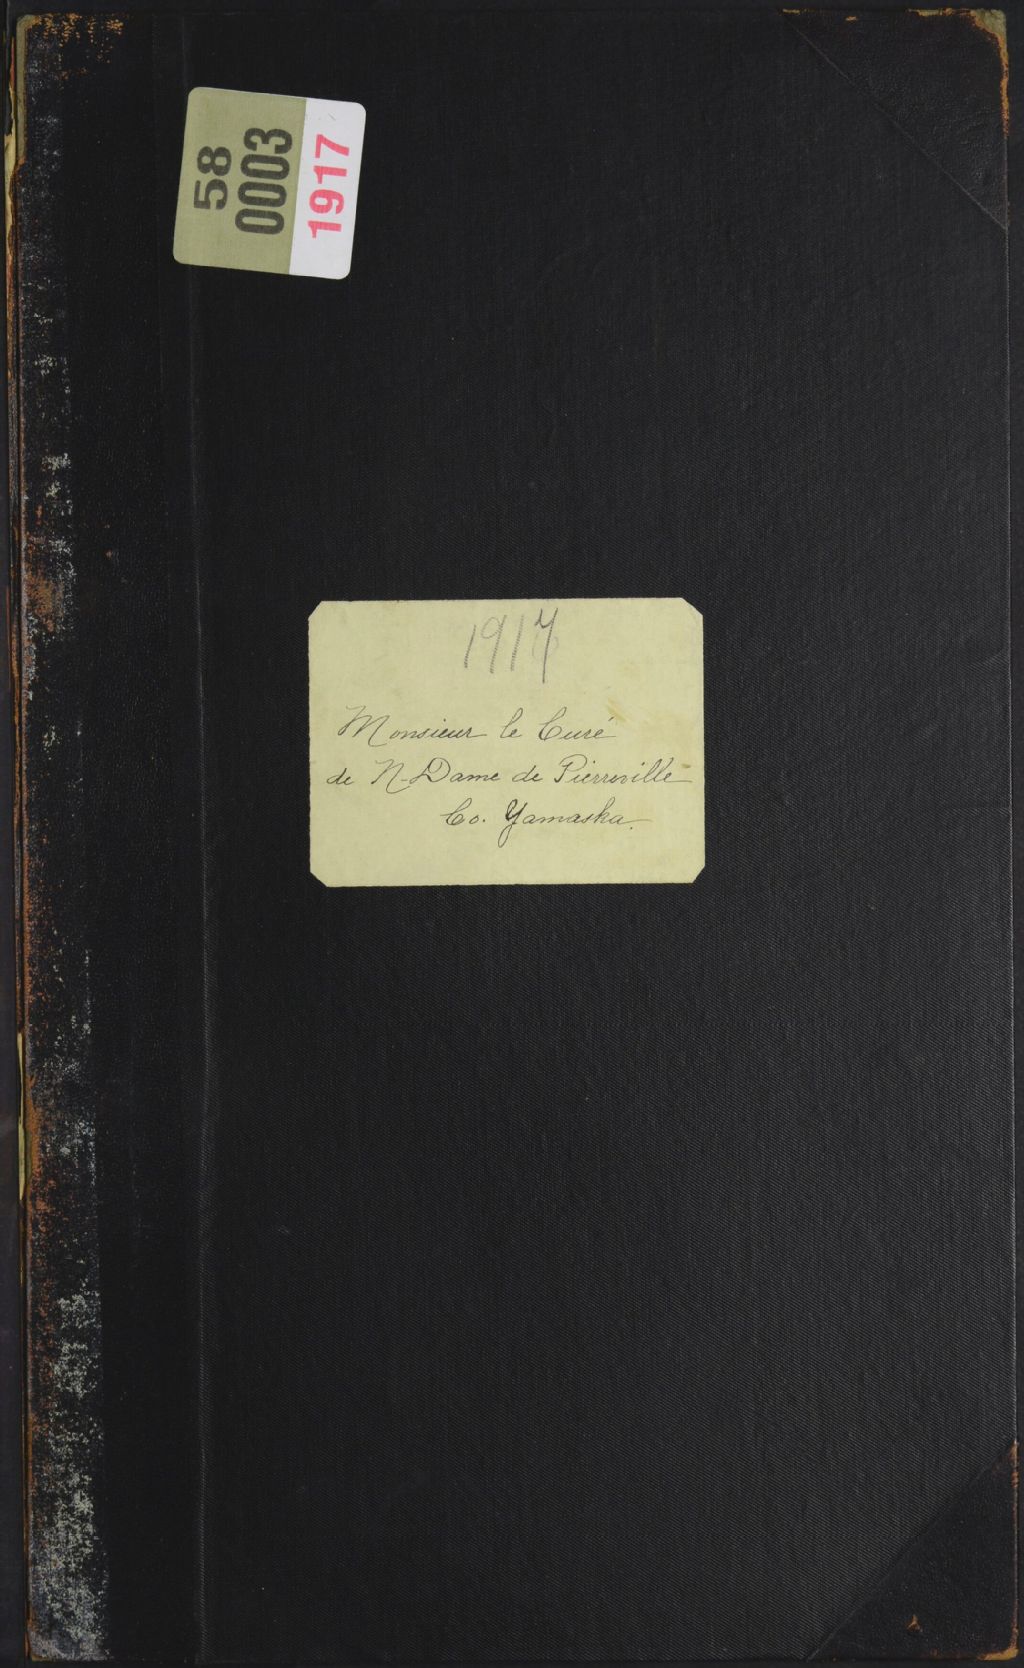 58
0003
1917
1917
Monsieur le Curé
de N-Dame de Pierreville
Co. Yamaska.